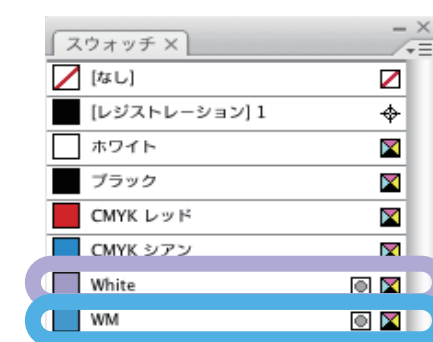 スウォッチ ×
[なし]
[レジストレーション] 1
ホワイト
ブラック
CMYK レッド
CMYK シアン
White
WM